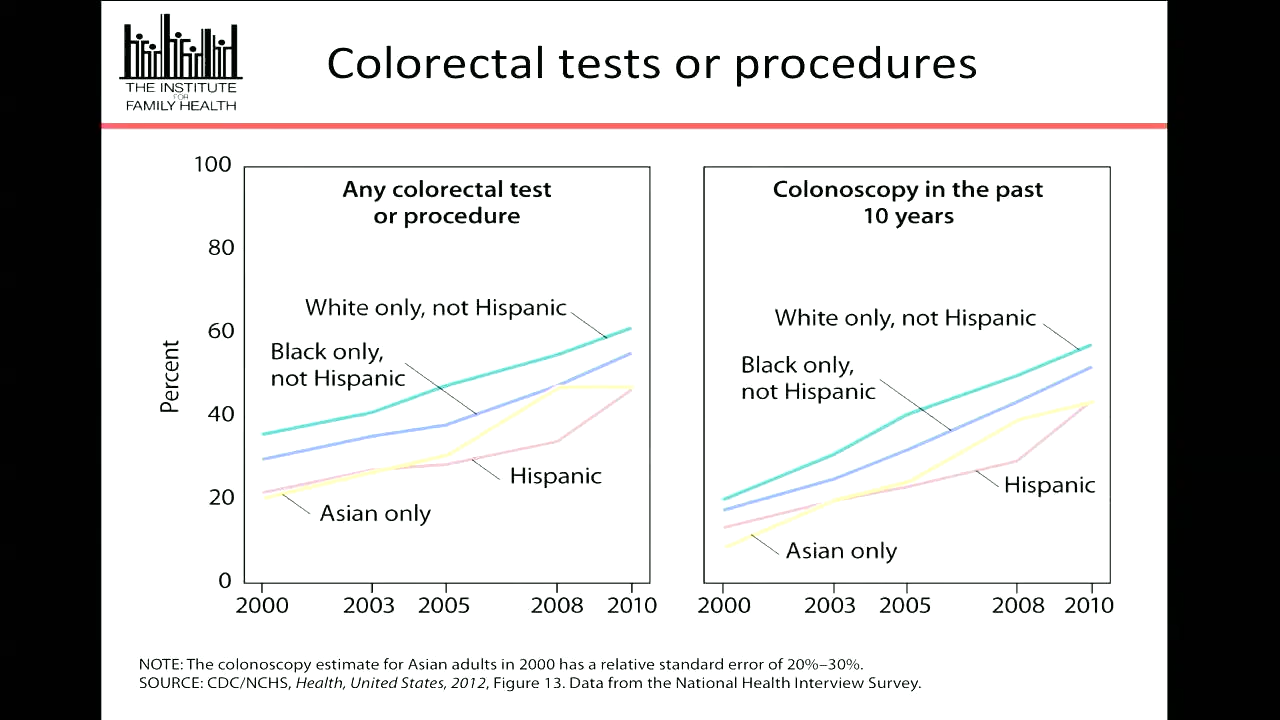 THE INSTITUTE
FOR
FAMILY HEALTH
Colorectal tests or procedures
Any colorectal test
or procedure
Percent
100
80
60
40
20
0
White only, not Hispanic
Black only,
not Hispanic
Hispanic
Asian only
2000 2003 2005 2008 2010
Colonoscopy in the past
10 years
White only, not Hispanic
Black only,
not Hispanic
Hispanic
Asian only
2000 2003 2005 2008 2010
NOTE: The colonoscopy estimate for Asian adults in 2000 has a relative standard error of 20%–30%.
SOURCE: CDC/NCHS, Health, United States, 2012, Figure 13. Data from the National Health Interview Survey.